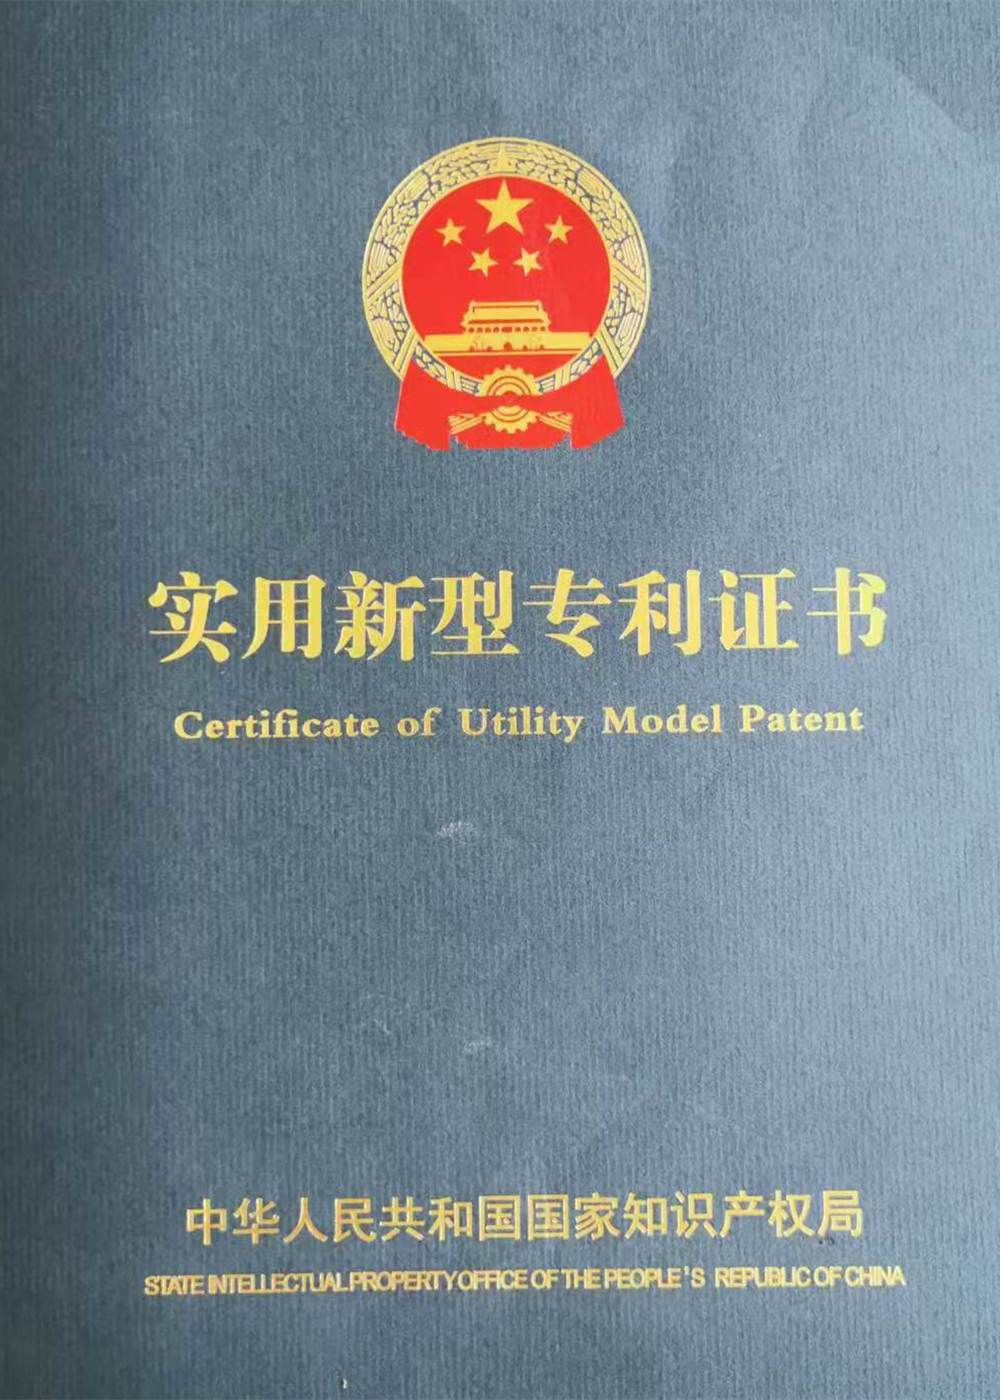 实用新型专利证书
Certificate of Utility Model Patent
中华人民共和国国家知识产权局
STATE INTELLECTUAL PROPERTY OFFICE OF THE PEOPLE'S REPUBLIC OF CHINA